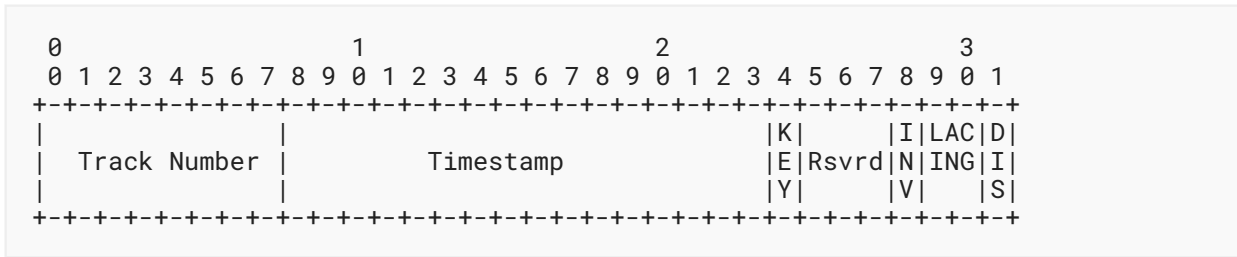 0                   1                   2                   3
 0 1 2 3 4 5 6 7 8 9 0 1 2 3 4 5 6 7 8 9 0 1 2 3 4 5 6 7 8 9 0 1
+-+-+-+-+-+-+-+-+-+-+-+-+-+-+-+-+-+-+-+-+-+-+-+-+-+-+-+-+-+-+-+-+
|               |                               |K|     |I|LAC|D|
|  Track Number |         Timestamp             |E|Rsvrd|N|ING|I|
|               |                               |Y|     |V|   |S|
+-+-+-+-+-+-+-+-+-+-+-+-+-+-+-+-+-+-+-+-+-+-+-+-+-+-+-+-+-+-+-+-+